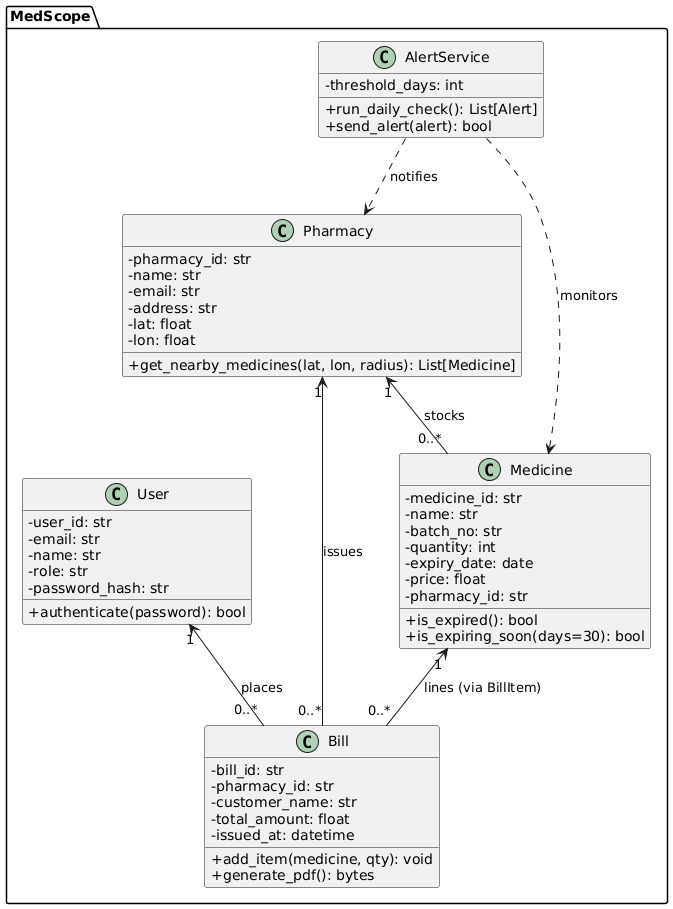 MedScope
C AlertService
-threshold_days: int
+run_daily_check(): List[Alert]
+send_alert(alert): bool
notifies
C Pharmacy
-pharmacy_id: str
-name: str
-email: str
-address: str
-lat: float
-lon: float
+get_nearby_medicines(lat, lon, radius): List[Medicine]
monitors
1
1
stocks
0..*
C User
-user_id: str
-email: str
-name: str
-role: str
-password_hash: str
+authenticate(password): bool
issues
C Medicine
-medicine_id: str
-name: str
-batch_no: str
-quantity: int
-expiry_date: date
-price: float
-pharmacy_id: str
+is_expired(): bool
+is_expiring_soon(days=30): bool
1
1
places
lines (via BillItem)
0..*
0..*
0..*
C Bill
-bill_id: str
-pharmacy_id: str
-customer_name: str
-total_amount: float
-issued_at: datetime
+add_item(medicine, qty): void
+generate_pdf(): bytes